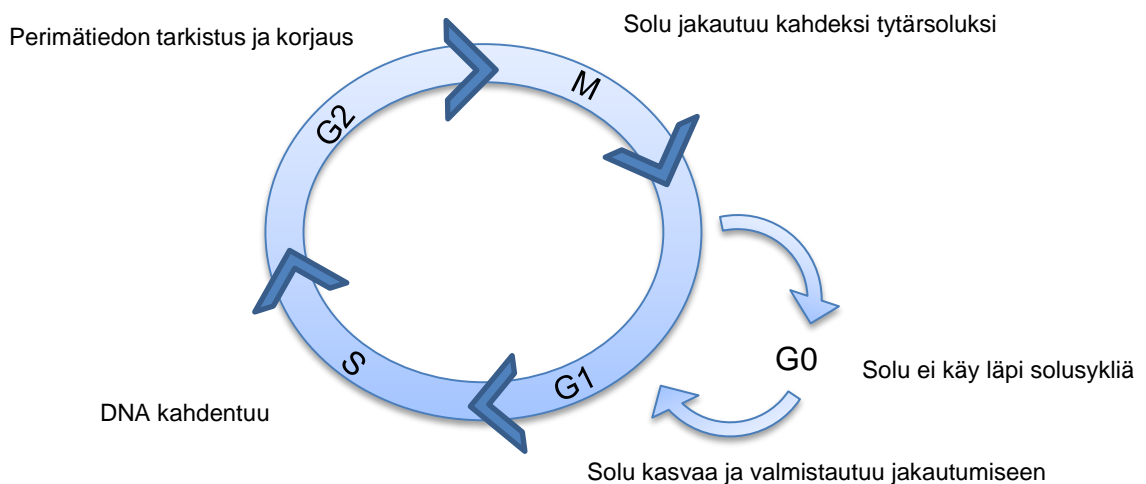 Solu jakautuu kahdeksi tytärsoluksi
Perimätiedon tarkistus ja korjaus
M
G2
G0
Solu ei käy läpi solusykliä
S
G1
DNA kahdentuu
Solu kasvaa ja valmistautuu jakautumiseen